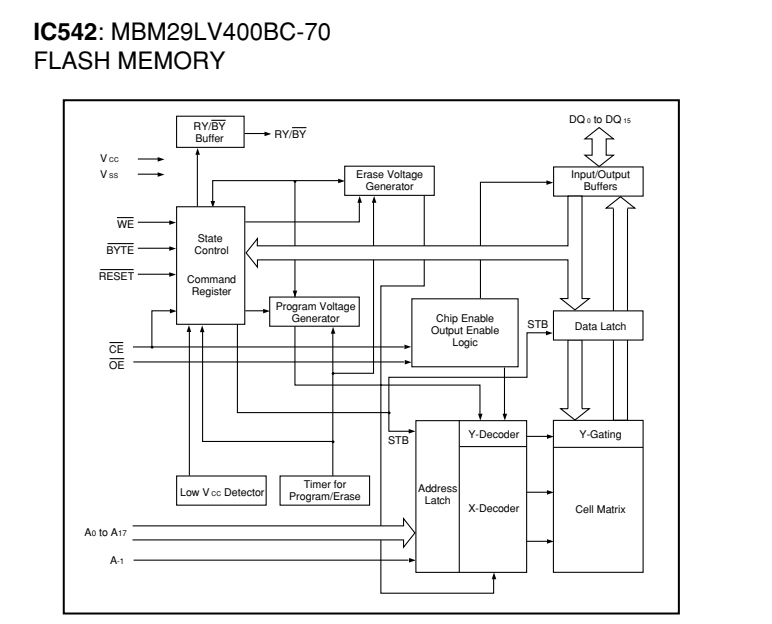 IC542: MBM29LV400BC-70
FLASH MEMORY
RY/BY
Buffer
RY/BY
DQ0 to DQ15
VCC
VSS
Erase Voltage
Generator
Input/Output
Buffers
WE
BYTE
RESET
State
Control
Command
Register
Program Voltage
Generator
Chip Enable
Output Enable
Logic
STB
Data Latch
CE
OE
STB
Y-Decoder
Y-Gating
Address
Latch
X-Decoder
Cell Matrix
Low VCC Detector
Timer for
Program/Erase
A0 to A17
A-1